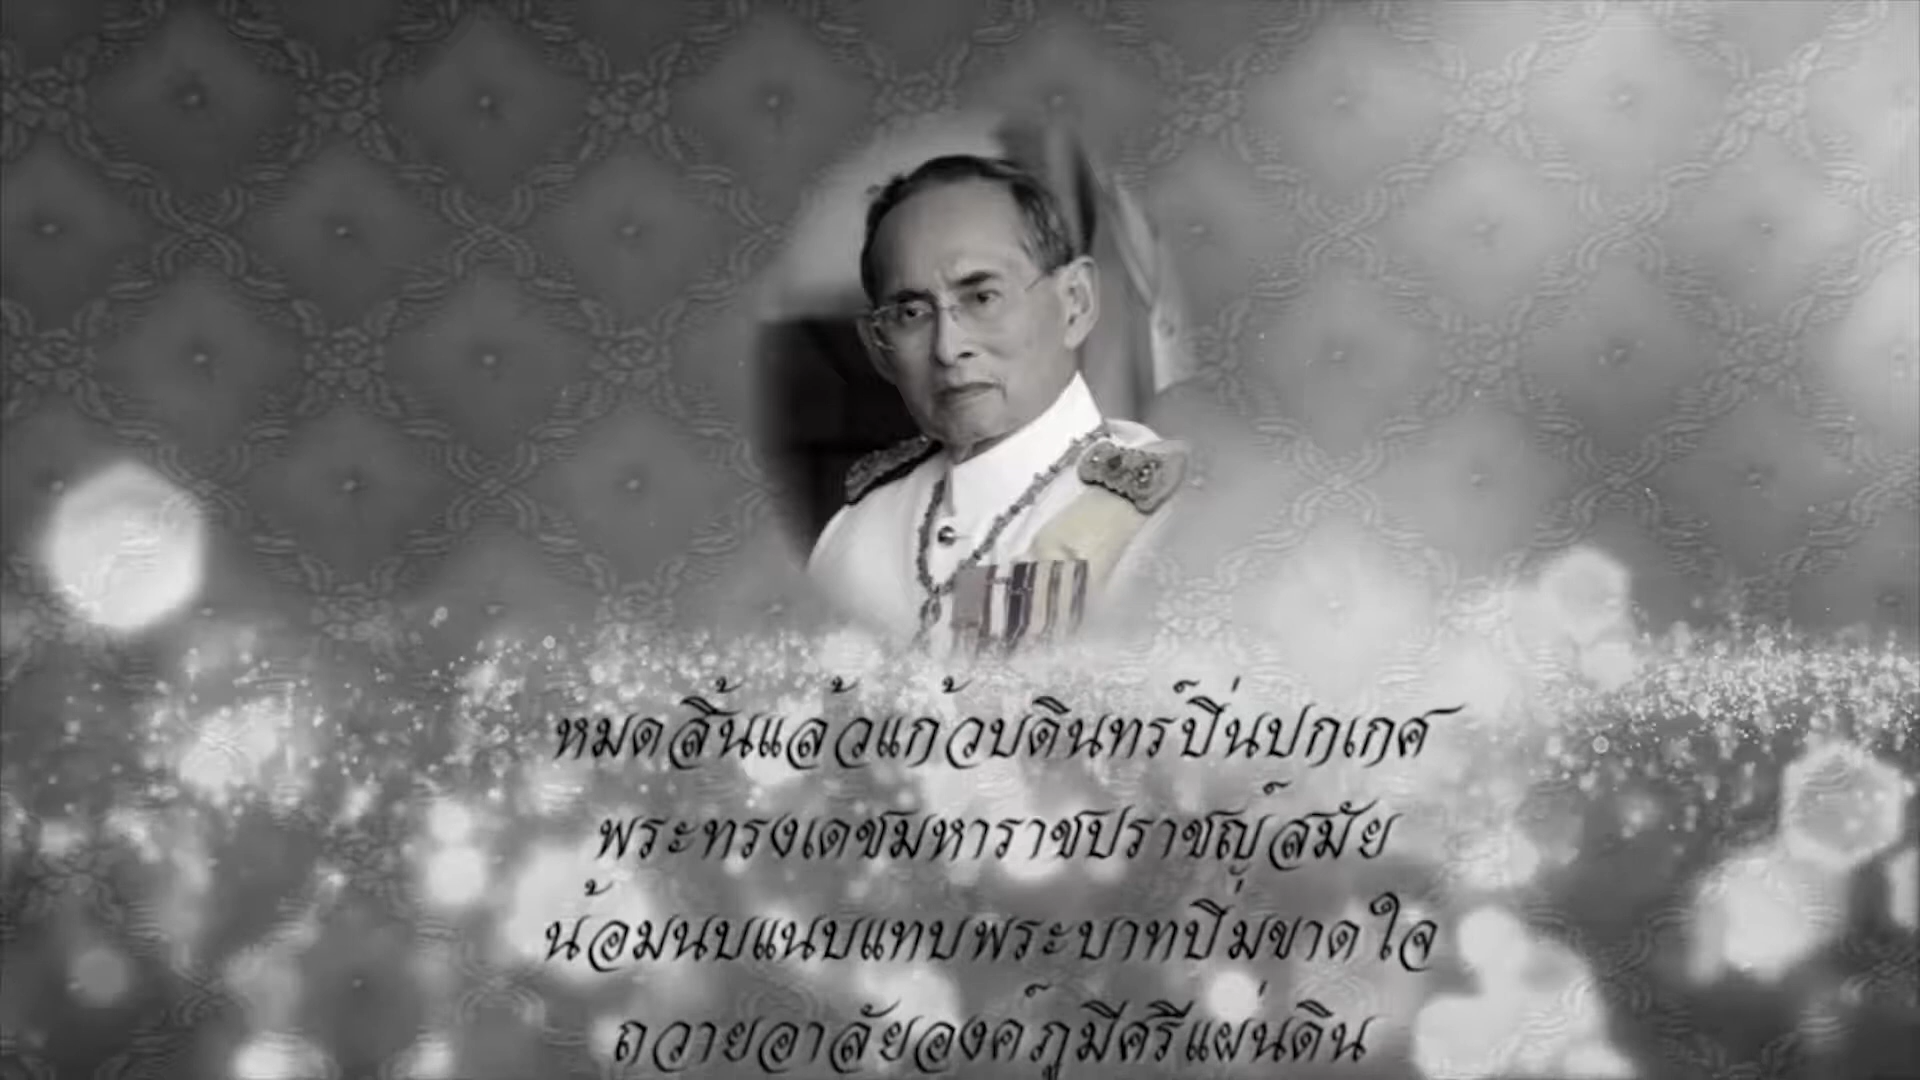 หมดสิ้นแล้วแก้วบดินทร์ปิ่นปกเกศ
พระทรงเดชมหาราชปราชญ์สมัย
น้อมนบแนบแทบพระบาทปิ่มขาดใจ
ถวายอาลัยองค์ภูมีศรีแผ่นดิน